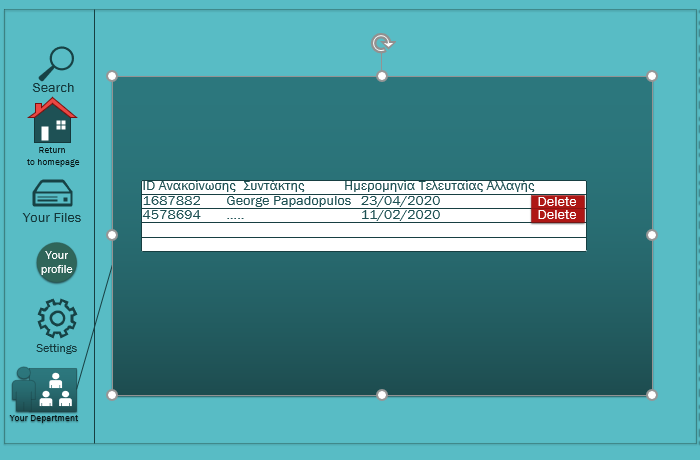 Search
Return
to homepage
Your Files
Your
profile
Settings
Your Department
ID Ανακοίνωσης Συντάκτης Ημερομηνία Τελευταίας Αλλαγής
1687882 George Papadopulos 23/04/2020 Delete
4578694 ..... 11/02/2020 Delete